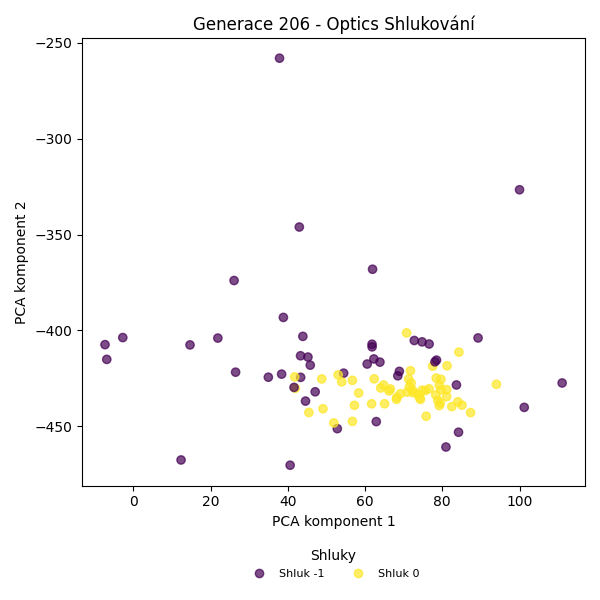 Generace 206 - Optics Shlukování
−250
−300
−350
−400
−450
PCA komponent 2
0
20
40
60
80
100
PCA komponent 1
Shluky
Shluk -1
Shluk 0